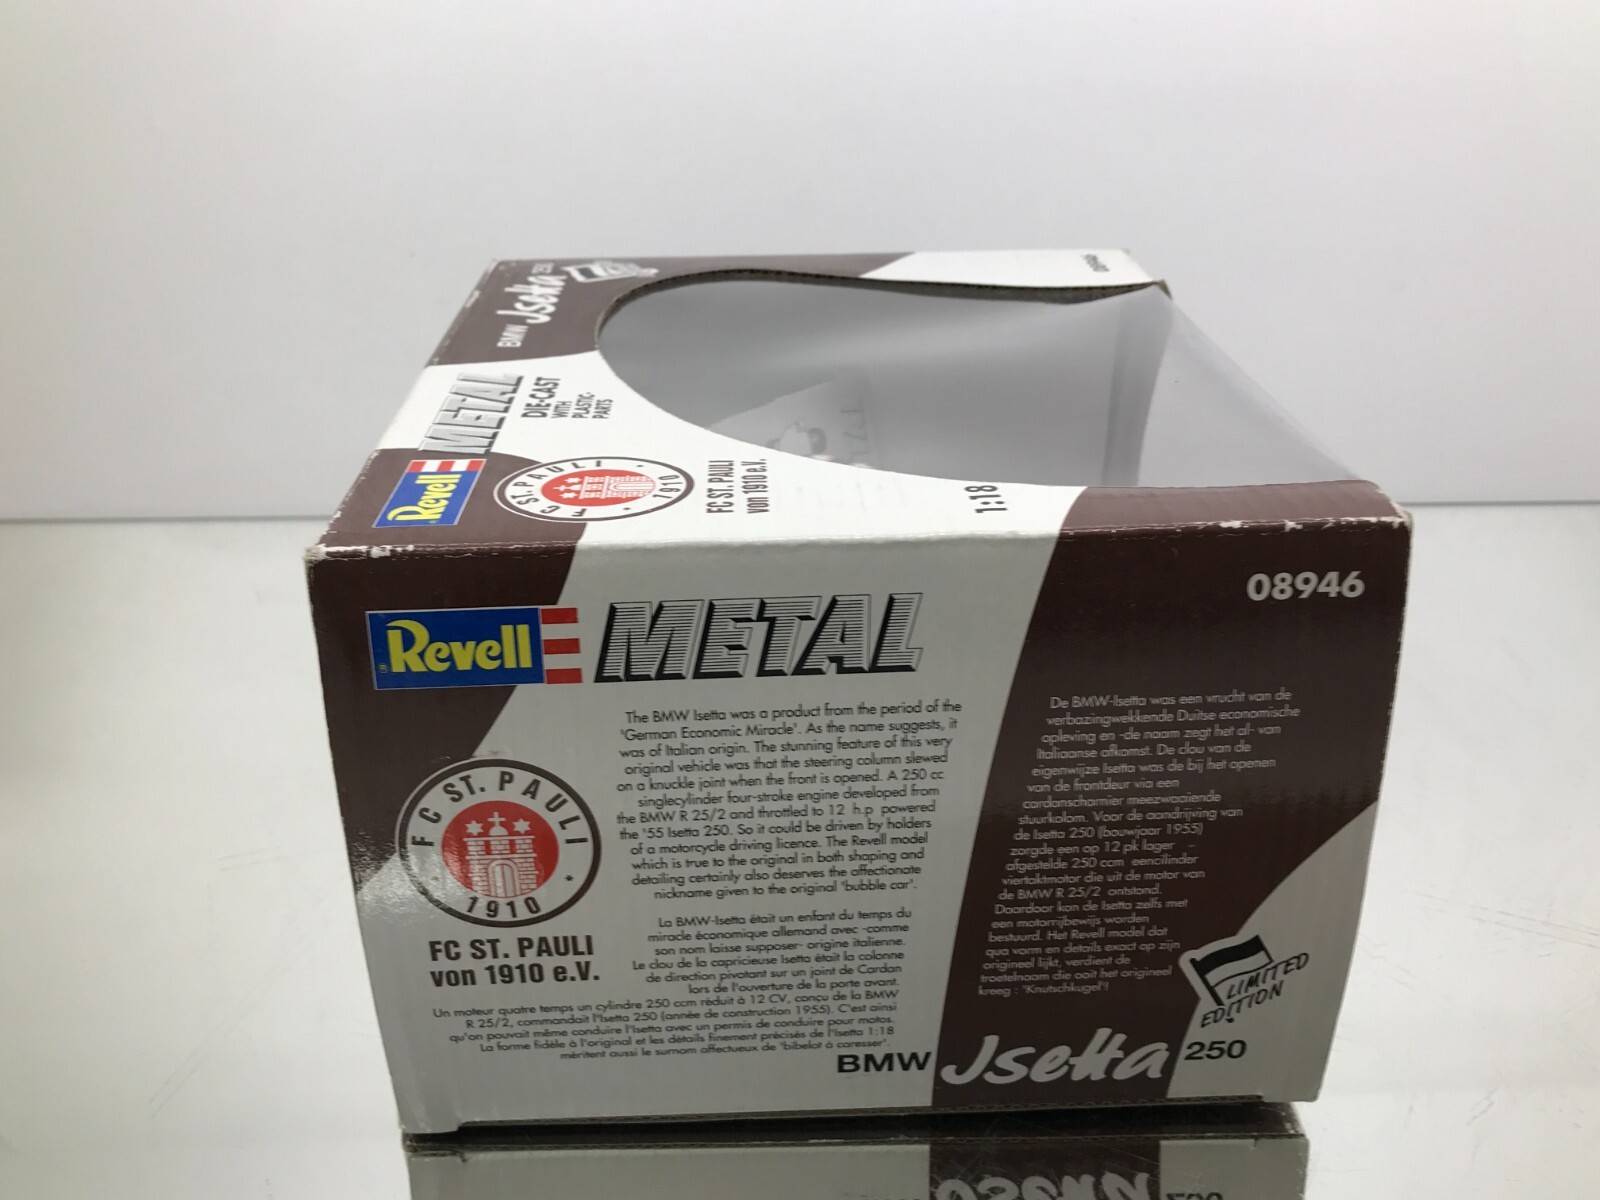 BMW Jsetta 250
METAL
DIE-CAST
WITH
PLASTIC-
PARTS
Revell
FC ST. PAULI
1910
FC ST. PAULI
von 1910 e.V.
1:18
08946
Revell
METAL
The BMW Isetta was a product from the period of the
'German Economic Miracle'. As the name suggests, it
was of Italian origin. The stunning feature of this very
original vehicle was that the steering column slewed
on a knuckle joint when the front is opened. A 250 cc
singlecylinder four-stroke engine developed from
the BMW R 25/2 and throttled to 12 h.p powered
the '55 Isetta 250. So it could be driven by holders
of a motorcycle driving licence. The Revell model
which is true to the original in both shaping and
detailing certainly also deserves the affectionate
nickname given to the original 'bubble car'.
La BMW-Isetta était un enfant du temps du
miracle économique allemand avec -comme
son nom laisse supposer- origine italienne.
Le clou de la capricieuse Isetta était la colonne
de direction pivotant sur un joint de Cardan
lors de l'ouverture de la porte avant.
Un moteur quatre temps un cylindre 250 ccm réduit à 12 CV, conçu de la BMW
R 25/2, commandait l'Isetta 250 (année de construction 1955). C'est ainsi
qu'on pouvait même conduire l'Isetta avec un permis de conduire pour motos.
La forme fidèle à l'original et les détails finement précisés de l'Isetta 1:18
méritent aussi le surnom affectueux de 'bibelot à caresser'.
De BMW-Isetta was een vrucht van de
verbazingwekkende Duitse economische
opleving en -de naam zegt het al- van
Italiaanse afkomst. De clou van de
eigenwijze Isetta was de bij het openen
van de frontdeur via een
cardanscharnier meezwaaiende
stuurkolom. Voor de aandrijving van
de Isetta 250 (bouwjaar 1955)
zorgde een op 12 pk lager -
afgestelde 250 ccm eencilinder
viertaktmotor die uit de motor van
de BMW R 25/2 ontstond.
Daardoor kan de Isetta zelfs met
een motorrijbewijs worden
bestuurd. Het Revell model dat
qua vorm en details exact op zijn
origineel lijkt, verdient de
troetelnaam die ooit het origineel
kreeg : 'Knutschkugel'!
FC ST. PAULI
1910
FC ST. PAULI
von 1910 e.V.
LIMITED
EDITION
BMW Jsetta 250